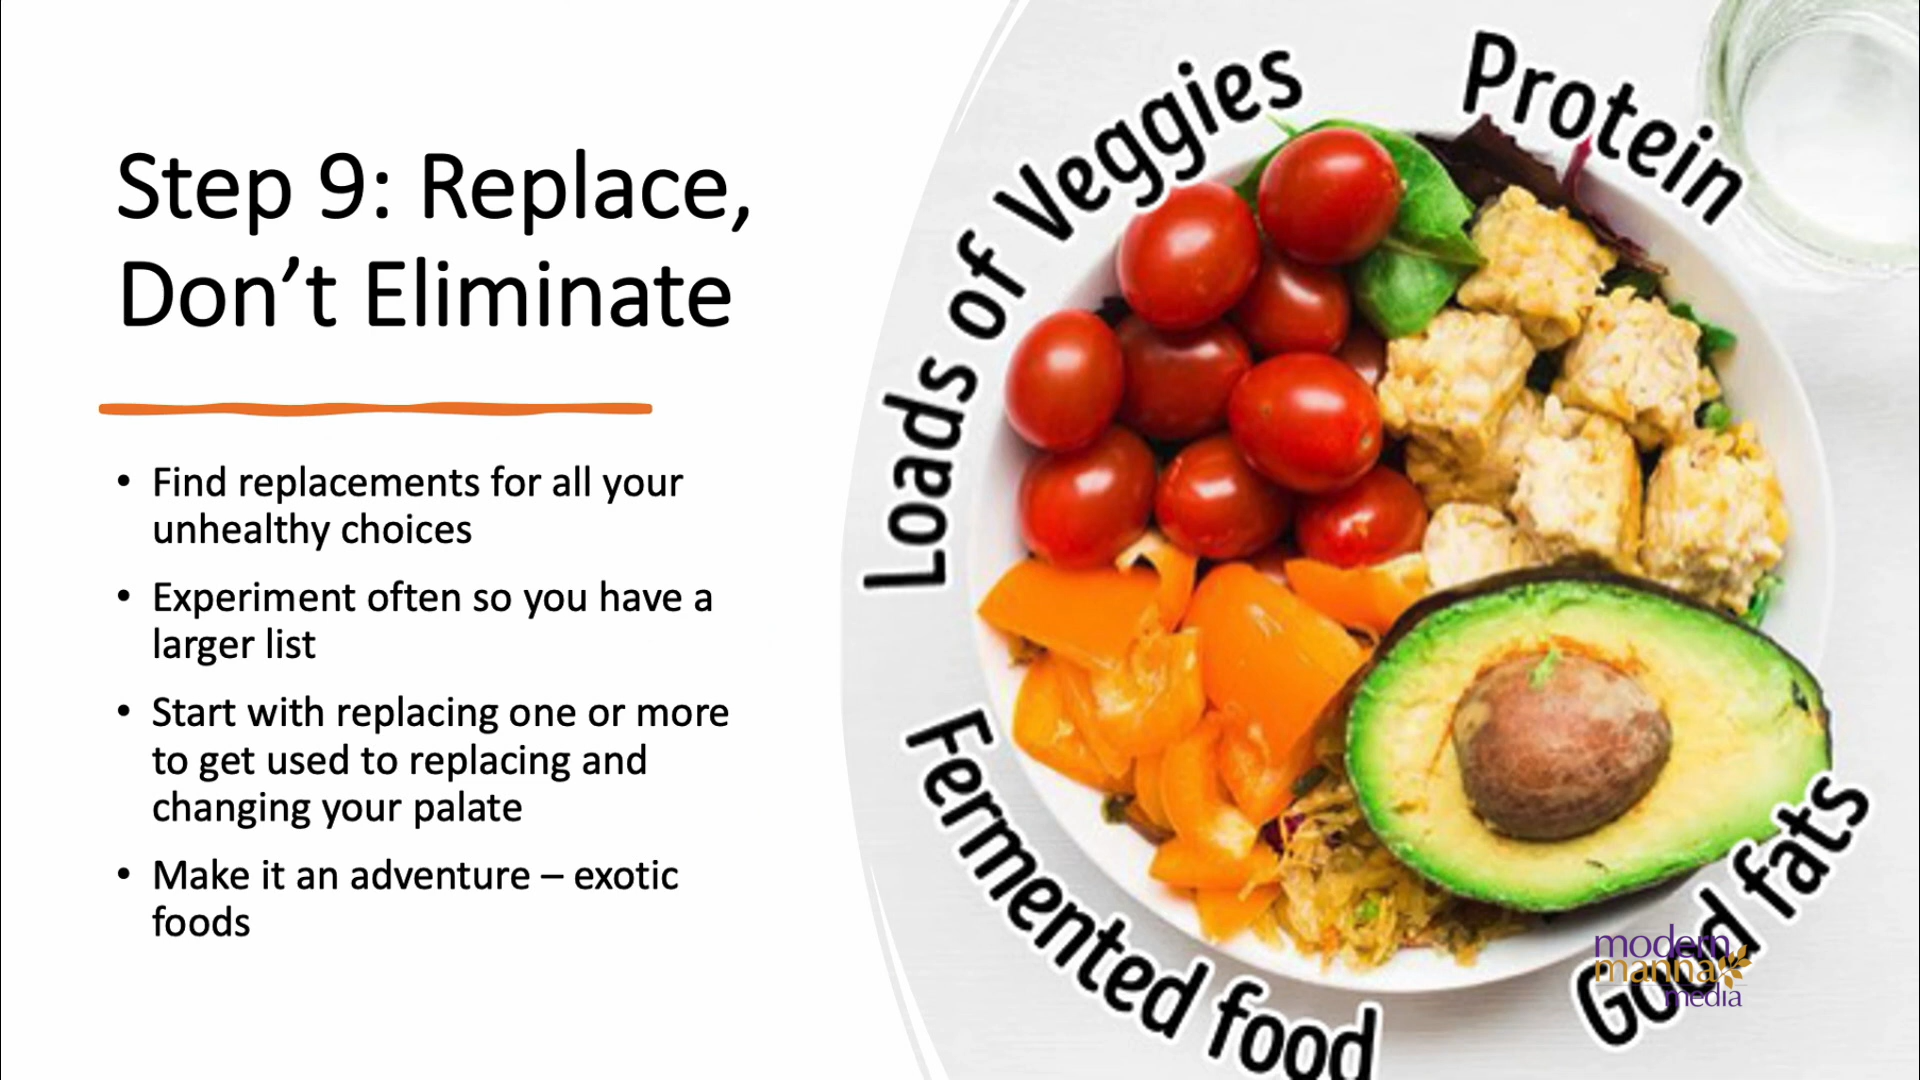 Step 9: Replace,
Don’t Eliminate
• Find replacements for all your
unhealthy choices
• Experiment often so you have a
larger list
• Start with replacing one or more
to get used to replacing and
changing your palate
• Make it an adventure – exotic
foods
Loads of Veggies
Protein
Fermented food
Good fats
modern
manna
media